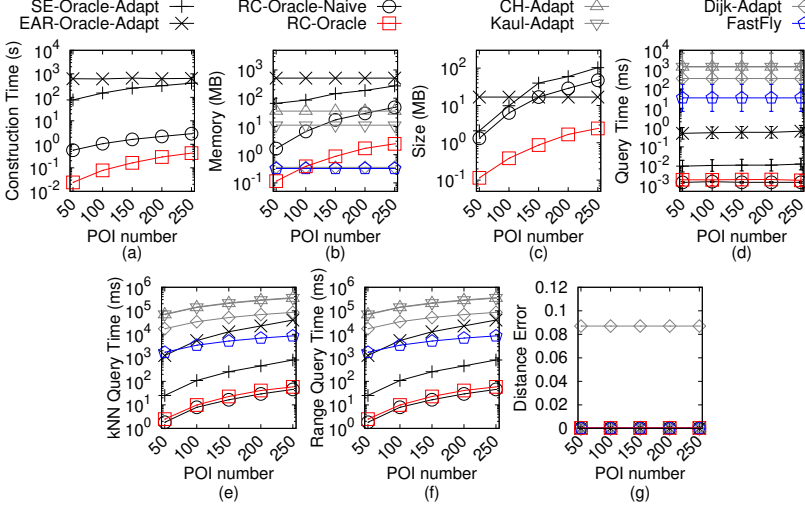 SE-Oracle-Adapt RC-Oracle-Naive CH-Adapt Dijk-Adapt
EAR-Oracle-Adapt RC-Oracle Kaul-Adapt FastFly
Construction Time (s)
10^4
10^3
10^2
10^1
10^0
10^-1
10^-2
50 100 150 200 250
POI number
(a)
Memory (MB)
10^3
10^2
10^1
10^0
10^-1
50 100 150 200 250
POI number
(b)
Size (MB)
10^2
10^1
10^0
10^-1
50 100 150 200 250
POI number
(c)
Query Time (ms)
10^4
10^3
10^2
10^1
10^0
10^-1
10^-2
10^-3
50 100 150 200 250
POI number
(d)
kNN Query Time (ms)
10^6
10^5
10^4
10^3
10^2
10^1
10^0
50 100 150 200 250
POI number
(e)
Range Query Time (ms)
10^6
10^5
10^4
10^3
10^2
10^1
10^0
50 100 150 200 250
POI number
(f)
Distance Error
0.12
0.1
0.08
0.06
0.04
0.02
0
50 100 150 200 250
POI number
(g)